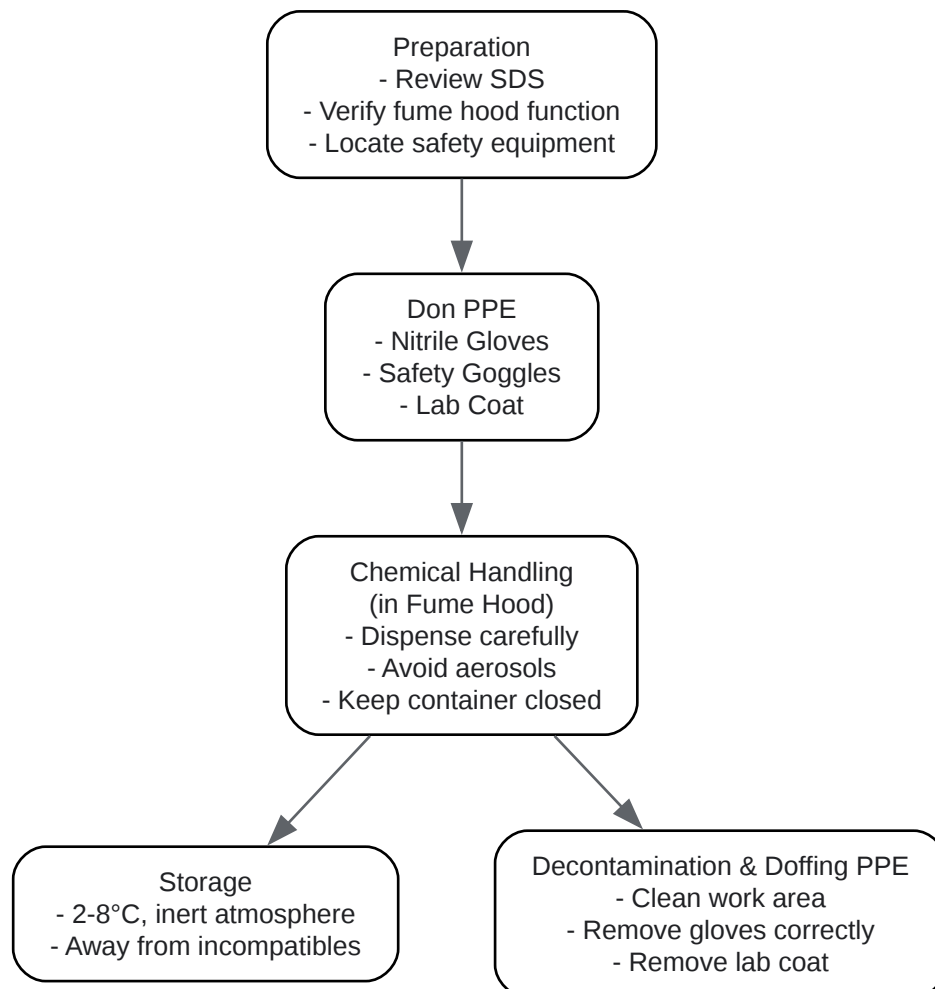 Preparation
- Review SDS
- Verify fume hood function
- Locate safety equipment
Don PPE
- Nitrile Gloves
- Safety Goggles
- Lab Coat
Chemical Handling
(in Fume Hood)
- Dispense carefully
- Avoid aerosols
- Keep container closed
Storage
- 2-8°C, inert atmosphere
- Away from incompatibles
Decontamination & Doffing PPE
- Clean work area
- Remove gloves correctly
- Remove lab coat